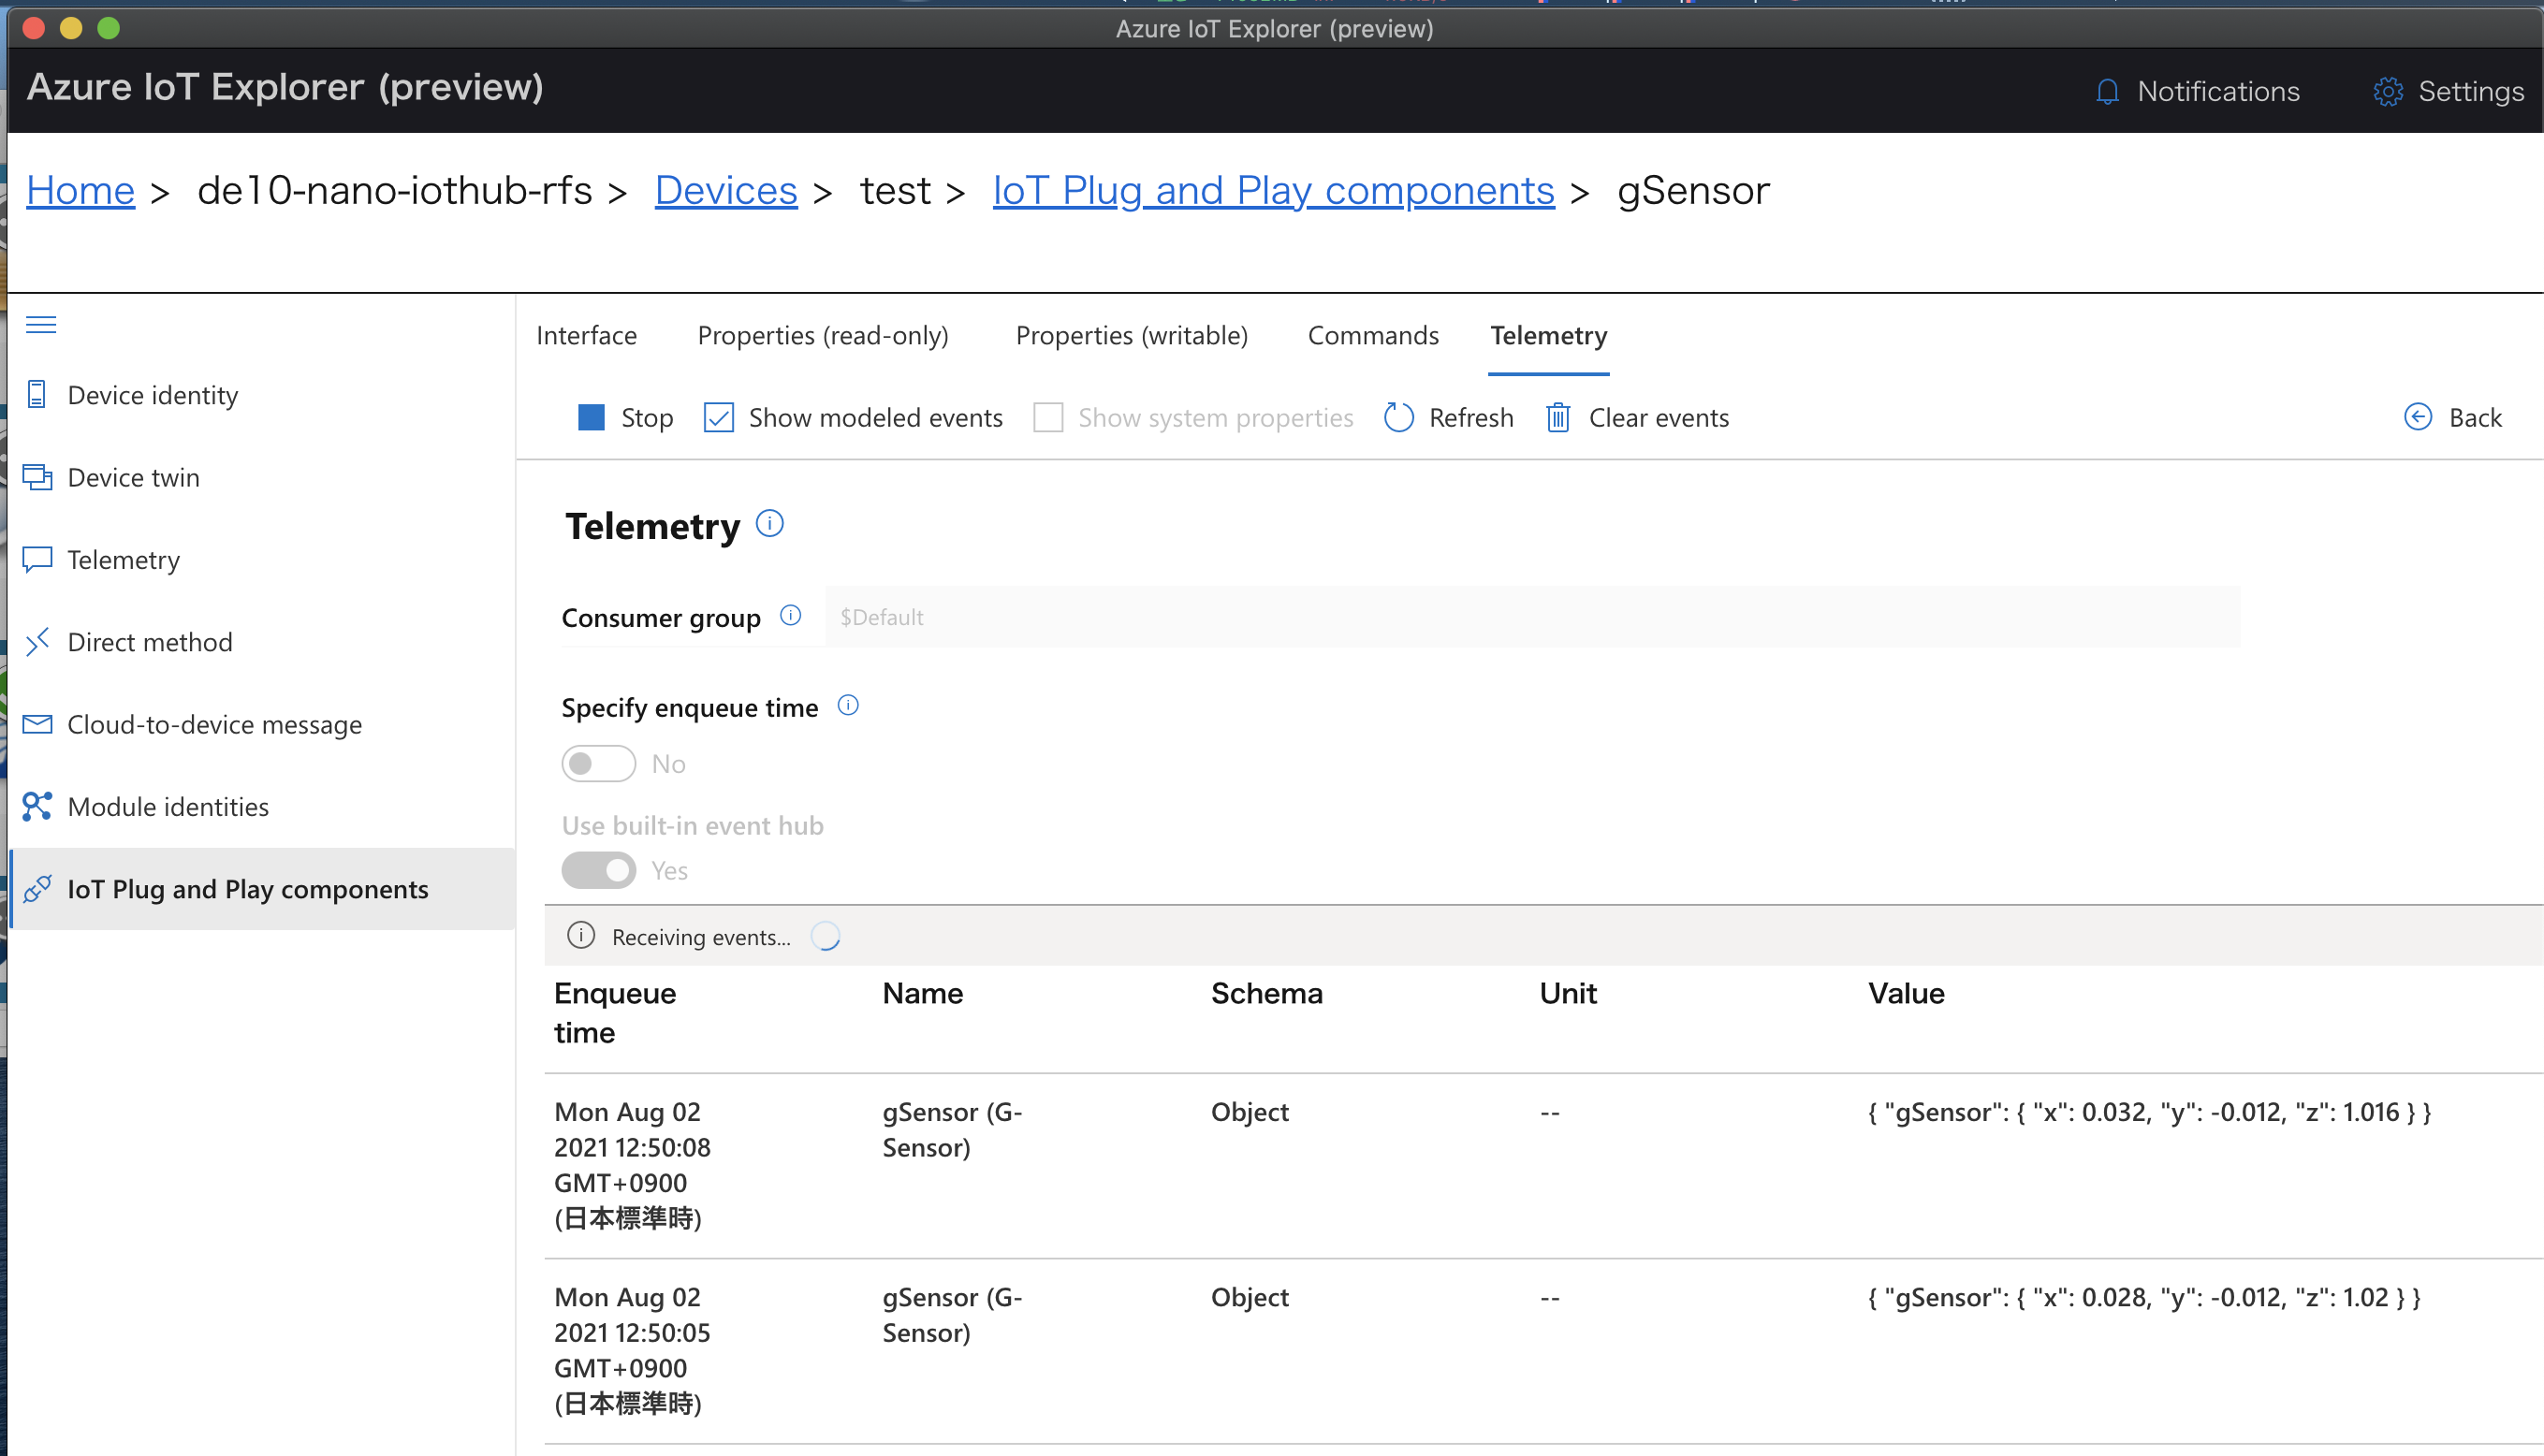 Azure IoT Explorer (preview)
Azure IoT Explorer (preview)
Notifications
Settings
Home > de10-nano-iothub-rfs > Devices > test > IoT Plug and Play components > gSensor
Interface Properties (read-only) Properties (writable) Commands Telemetry
Stop Show modeled events Show system properties Refresh Clear events Back
Device identity
Device twin
Telemetry
Direct method
Cloud-to-device message
Module identities
IoT Plug and Play components
Telemetry
Consumer group $Default
Specify enqueue time
No
Use built-in event hub
Yes
Receiving events...
Enqueue time Name Schema Unit Value
Mon Aug 02
2021 12:50:08
GMT+0900
(日本標準時)
gSensor (G-
Sensor)
Object
--
{ "gSensor": { "x": 0.032, "y": -0.012, "z": 1.016 } }
Mon Aug 02
2021 12:50:05
GMT+0900
(日本標準時)
gSensor (G-
Sensor)
Object
--
{ "gSensor": { "x": 0.028, "y": -0.012, "z": 1.02 } }